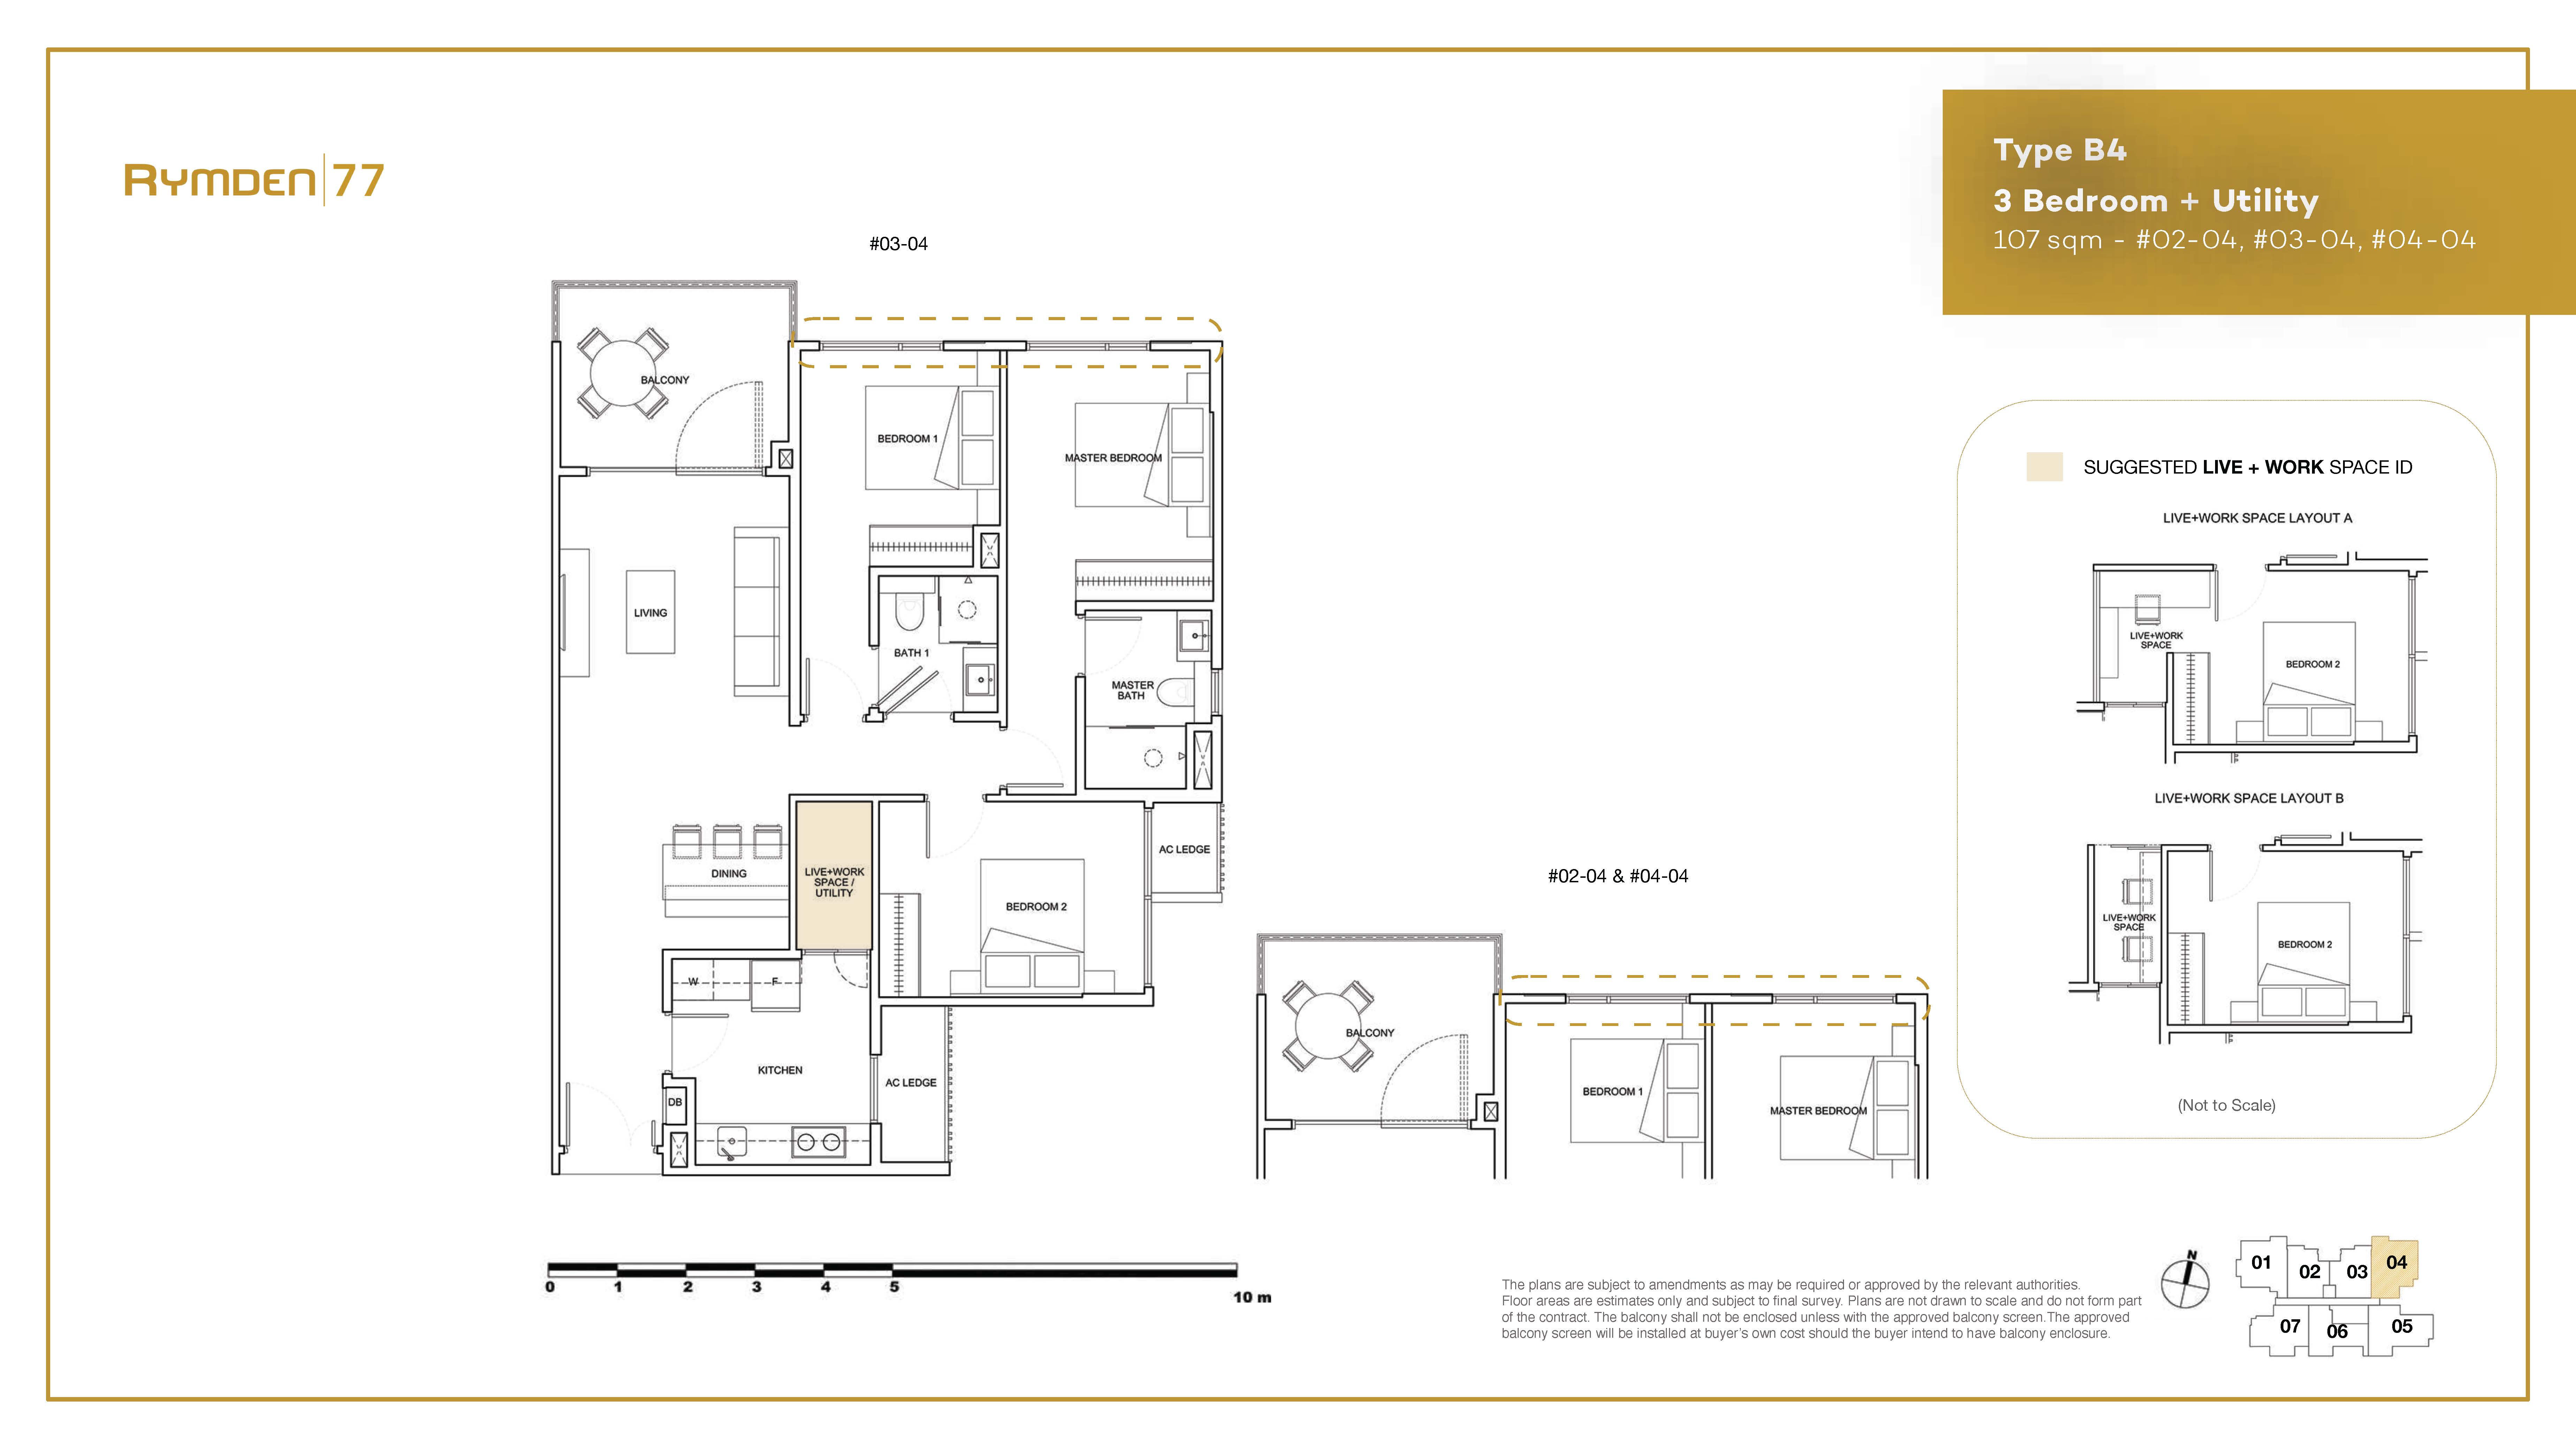 RYMDEN|77
Type B4
3 Bedroom + Utility
107 sqm - #02-04, #03-04, #04-04
#03-04
BALCONY
BEDROOM 1
MASTER BEDROOM
LIVING
BATH 1
MASTER
BATH
AC LEDGE
DINING
LIVE+WORK
SPACE /
UTILITY
BEDROOM 2
W
F
KITCHEN
AC LEDGE
DB
0 1 2 3 4 5 10 m
#02-04 & #04-04
BALCONY
BEDROOM 1
MASTER BEDROOM
SUGGESTED LIVE + WORK SPACE ID
LIVE+WORK SPACE LAYOUT A
LIVE+WORK
SPACE
BEDROOM 2
LIVE+WORK SPACE LAYOUT B
LIVE+WORK
SPACE
BEDROOM 2
(Not to Scale)
The plans are subject to amendments as may be required or approved by the relevant authorities.
Floor areas are estimates only and subject to final survey. Plans are not drawn to scale and do not form part
of the contract. The balcony shall not be enclosed unless with the approved balcony screen.The approved
balcony screen will be installed at buyer's own cost should the buyer intend to have balcony enclosure.
N
01
02
03
04
07
06
05